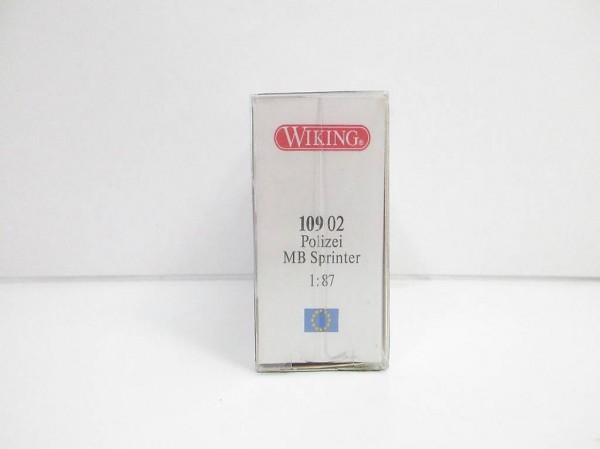 WIKING®
109 02
Polizei
MB Sprinter
1:87